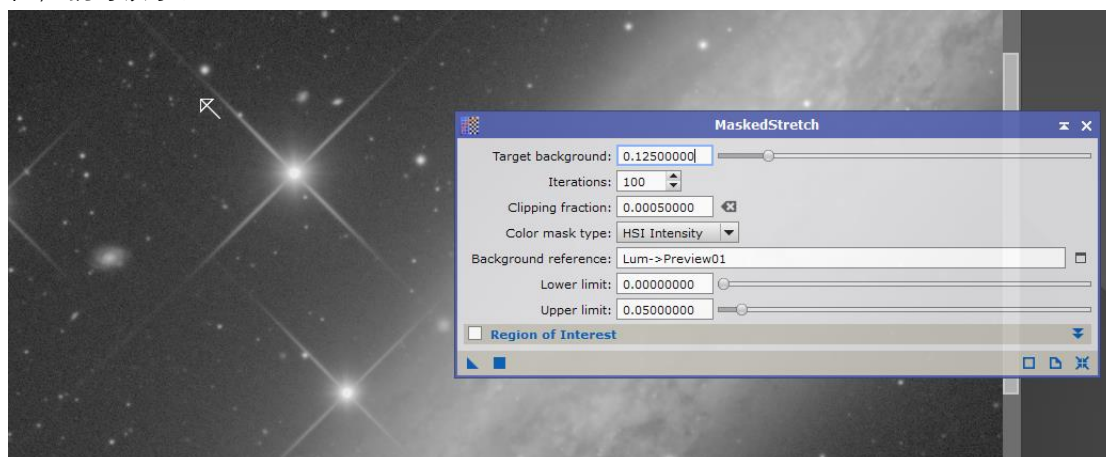 MaskedStretch
Target background: 0.12500000
Iterations: 100
Clipping fraction: 0.00050000
Color mask type: HSI Intensity
Background reference: Lum->Preview01
Lower limit: 0.00000000
Upper limit: 0.05000000
Region of Interest